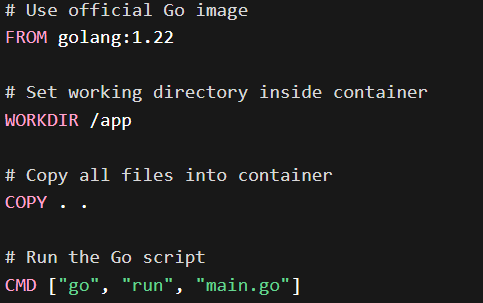 # Use official Go image
FROM golang:1.22
# Set working directory inside container
WORKDIR /app
# Copy all files into container
COPY . .
# Run the Go script
CMD ["go", "run", "main.go"]